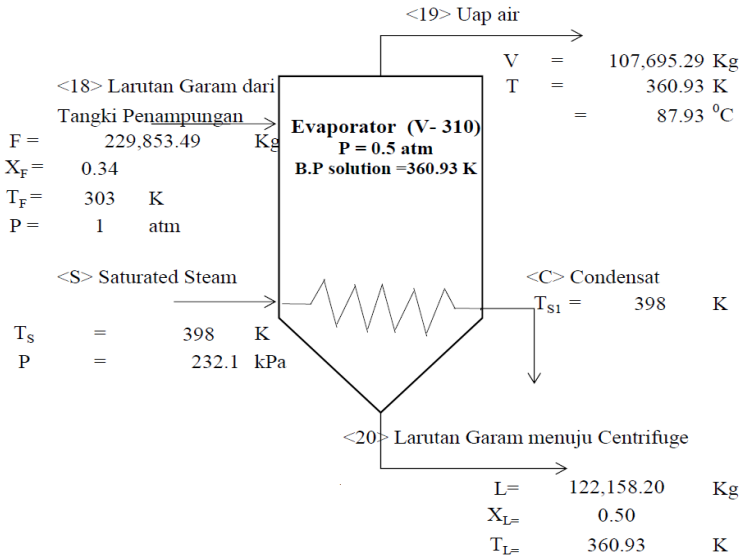 <19> Uap air
V = 107,695.29 Kg
T = 360.93 K
= 87.93 ⁰C
<18> Larutan Garam dari
Tangki Penampungan
F = 229,853.49 Kg
X_F = 0.34
T_F = 303 K
P = 1 atm
Evaporator (V- 310)
P = 0.5 atm
B.P solution =360.93 K
<S> Saturated Steam
T_S = 398 K
P = 232.1 kPa
<C> Condensat
T_S1 = 398 K
<20> Larutan Garam menuju Centrifuge
L= 122,158.20 Kg
X_L= 0.50
T_L= 360.93 K